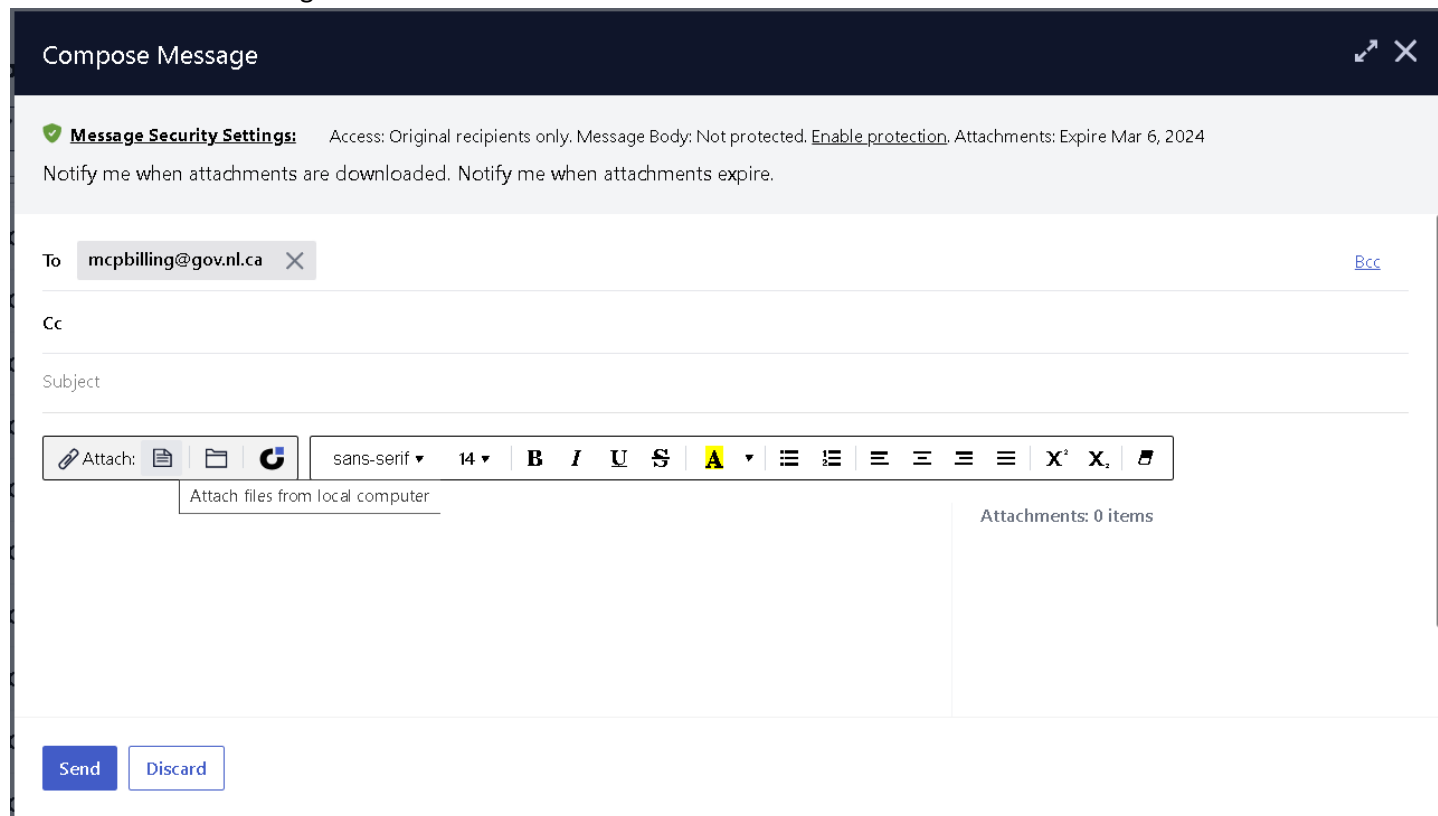 Compose Message
Message Security Settings: Access: Original recipients only. Message Body: Not protected. Enable protection. Attachments: Expire Mar 6, 2024
Notify me when attachments are downloaded. Notify me when attachments expire.
To mcpbilling@gov.nl.ca Bcc
Cc
Subject
Attach: sans-serif 14 B I U S A X² X₂
Attach files from local computer
Attachments: 0 items
Send Discard